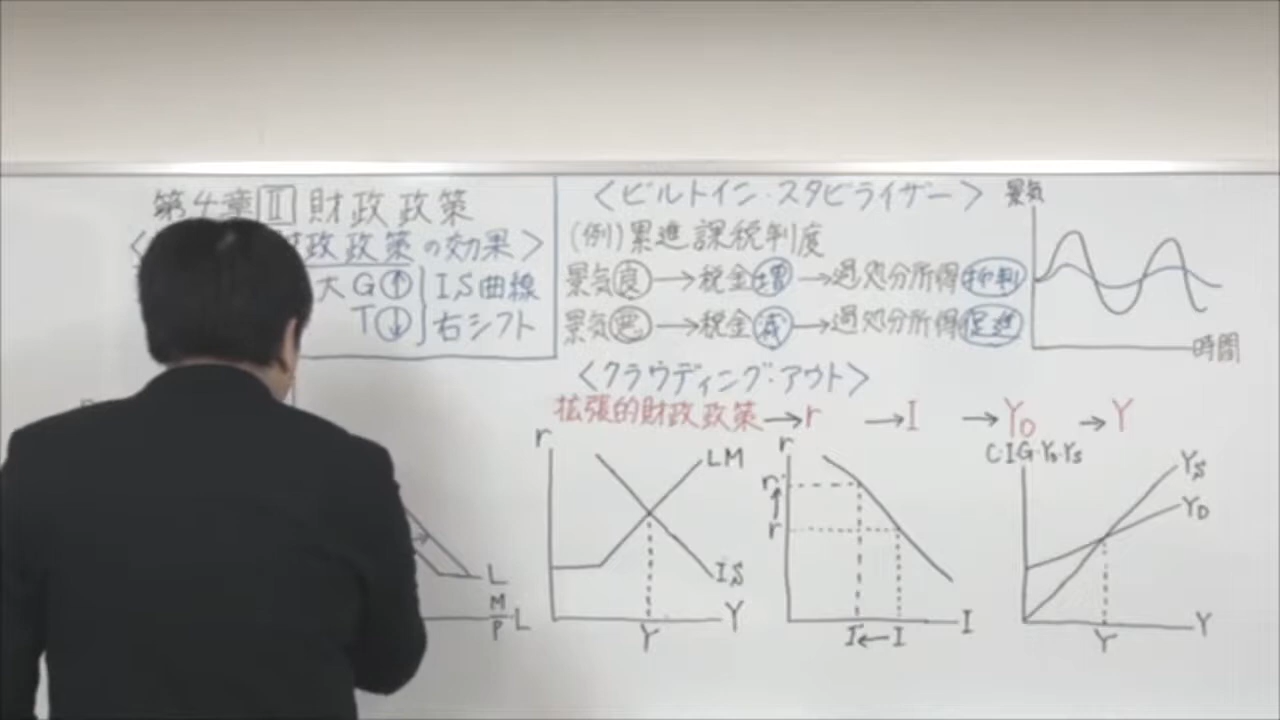 第4章Ⅱ 財政政策
財政政策の効果〉
大 G↑ IS曲線
T↓ 右シフト
〈ビルトイン・スタビライザー〉
(例)累進課税制度
景気良→税金増→過処分所得抑制
景気悪→税金減→過処分所得促進
景気
時間
〈クラウディング・アウト〉
拡張的財政政策→r →I →YD →Y
L
M/P L
r
LM
IS
Y
Y
r
r'
↑
r
I'←I
I
C・I・G・YD・YS
YS
YD
Y
Y